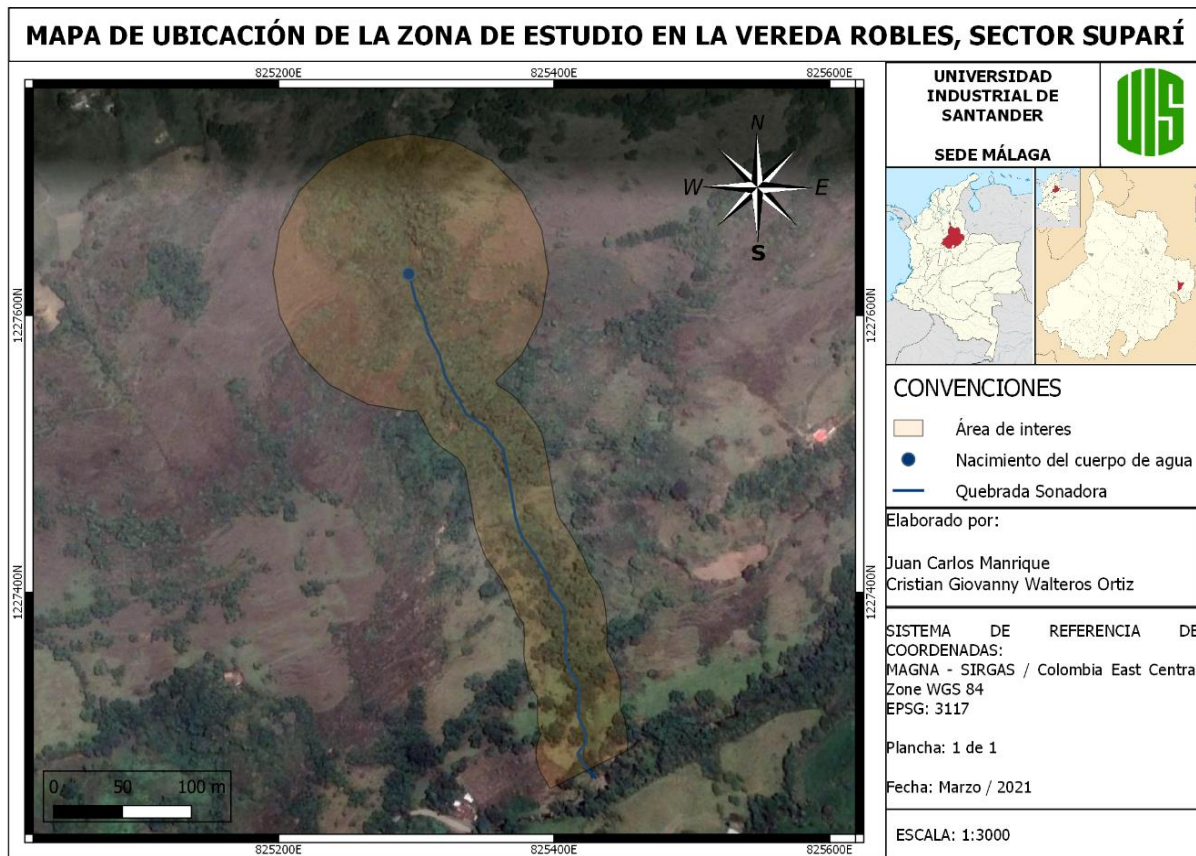 MAPA DE UBICACIÓN DE LA ZONA DE ESTUDIO EN LA VEREDA ROBLES, SECTOR SUPARÍ
825200E
825400E
825600E
1227600N
1227400N
N
W
E
S
1227600N
1227400N
0
50
100 m
825200E
825400E
825600E
UNIVERSIDAD
INDUSTRIAL DE
SANTANDER
SEDE MÁLAGA
UIS
CONVENCIONES
Área de interes
Nacimiento del cuerpo de agua
Quebrada Sonadora
Elaborado por:
Juan Carlos Manrique
Cristian Giovanny Walteros Ortiz
SISTEMA DE REFERENCIA DE
COORDENADAS:
MAGNA - SIRGAS / Colombia East Central
Zone WGS 84
EPSG: 3117
Plancha: 1 de 1
Fecha: Marzo / 2021
ESCALA: 1:3000